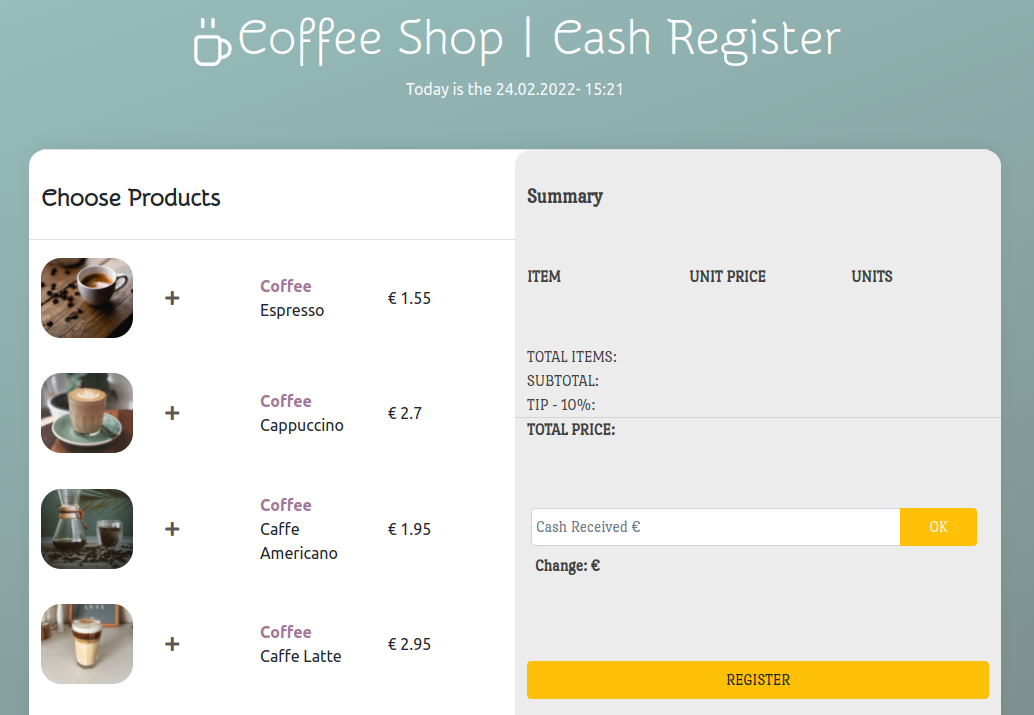 Coffee Shop | Cash Register
Today is the 24.02.2022- 15:21
Choose Products
+
Coffee
Espresso
€ 1.55
+
Coffee
Cappuccino
€ 2.7
+
Coffee
Caffe
Americano
€ 1.95
+
Coffee
Caffe Latte
€ 2.95
Summary
ITEM UNIT PRICE UNITS
TOTAL ITEMS:
SUBTOTAL:
TIP - 10%:
TOTAL PRICE:
Cash Received € OK
Change: €
REGISTER